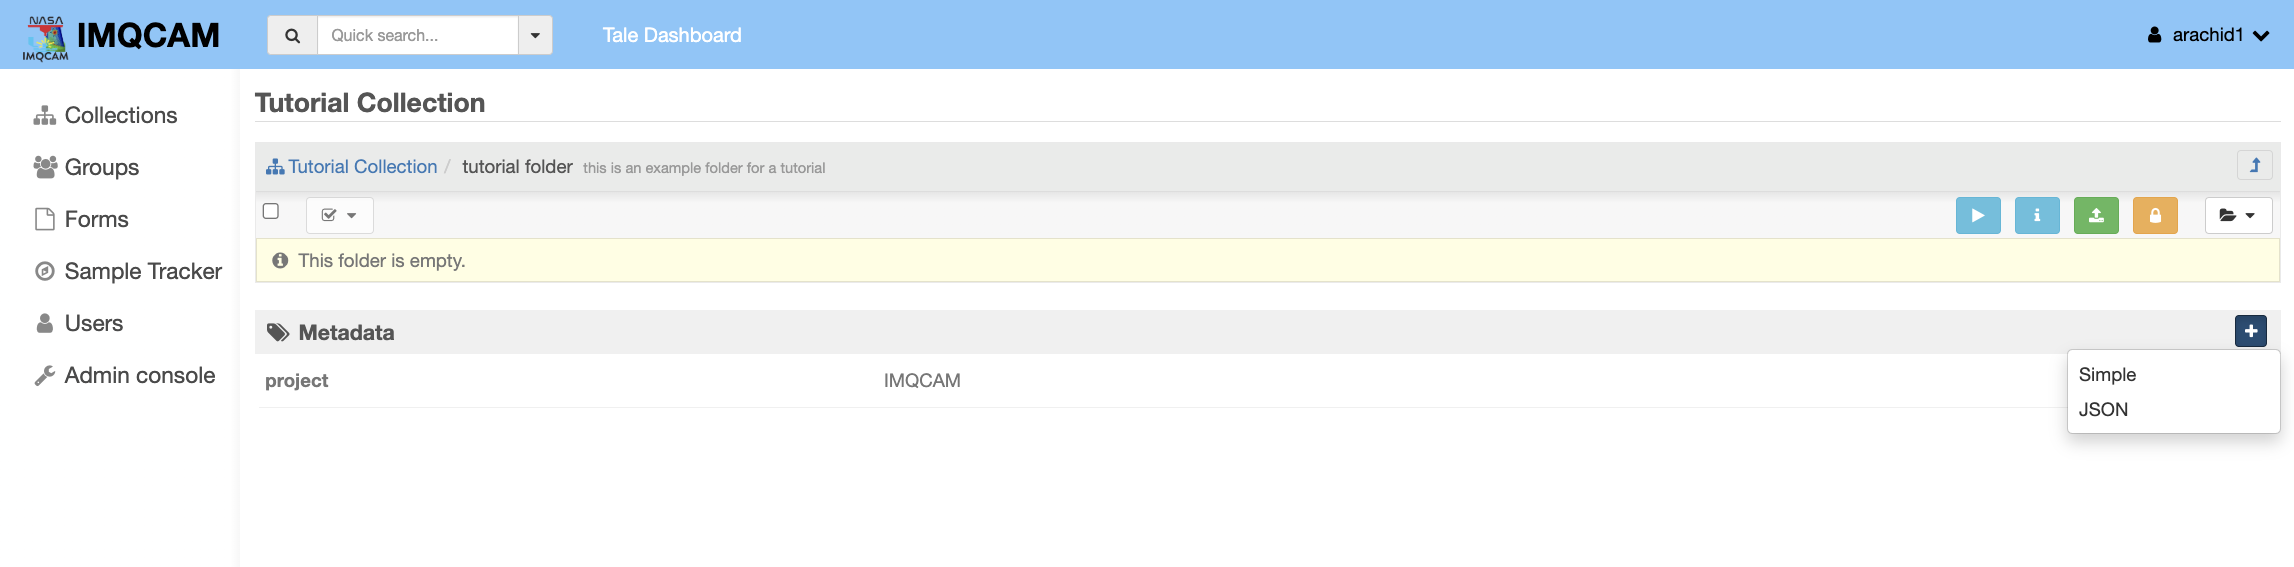 NASA
IMQCAM
IMQCAM
Quick search...
Tale Dashboard
arachid1
Collections
Groups
Forms
Sample Tracker
Users
Admin console
Tutorial Collection
Tutorial Collection / tutorial folder this is an example folder for a tutorial
This folder is empty.
Metadata
project IMQCAM
Simple
JSON